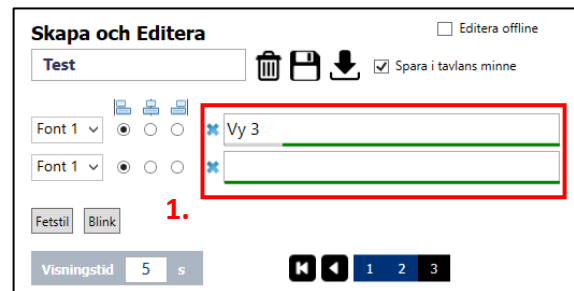 Skapa och Editera
Editera offline
Test
Spara i tavlans minne
Font 1
Vy 3
Font 1
1.
Fetstil Blink
Visningstid 5 s
1 2 3